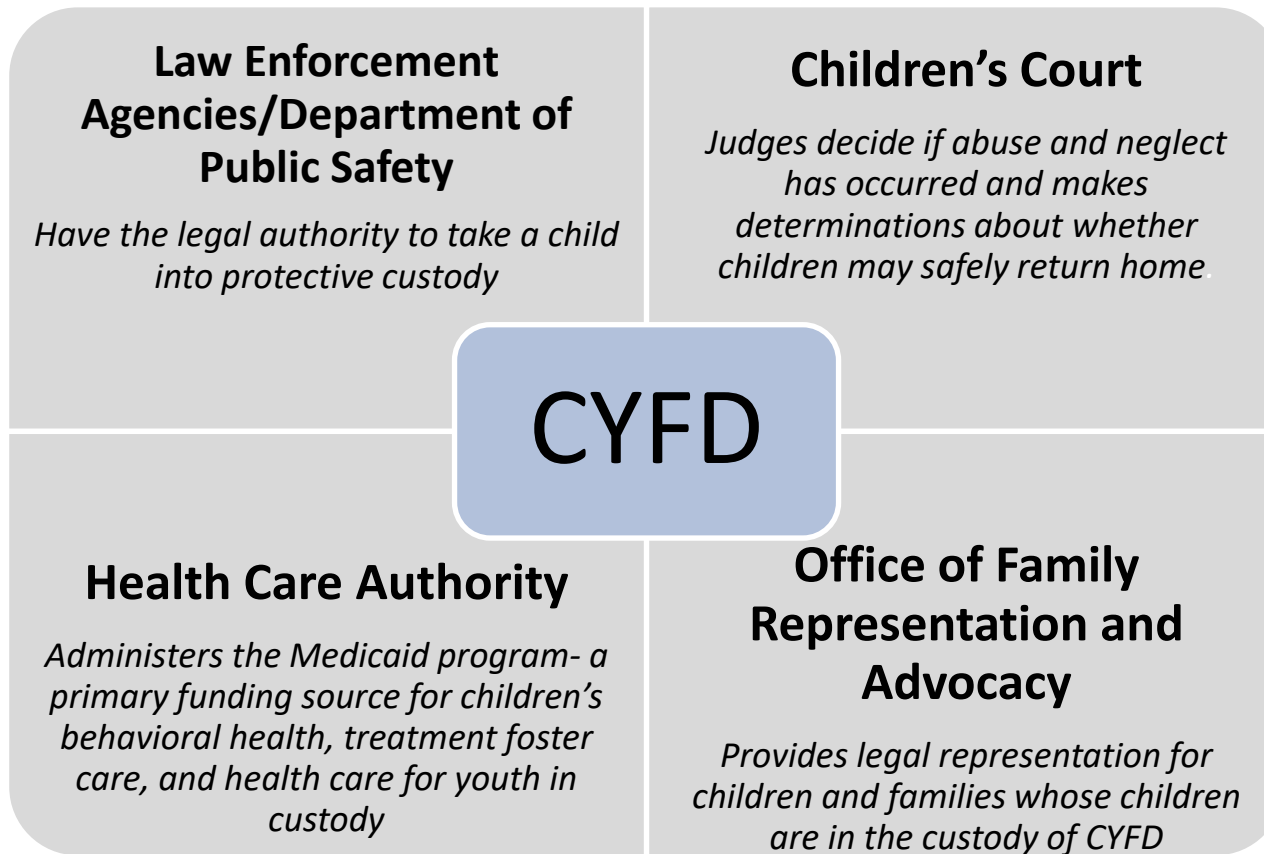 Law Enforcement
Agencies/Department of
Public Safety
Have the legal authority to take a child
into protective custody
Children’s Court
Judges decide if abuse and neglect
has occurred and makes
determinations about whether
children may safely return home.
CYFD
Health Care Authority
Administers the Medicaid program- a
primary funding source for children’s
behavioral health, treatment foster
care, and health care for youth in
custody
Office of Family
Representation and
Advocacy
Provides legal representation for
children and families whose children
are in the custody of CYFD